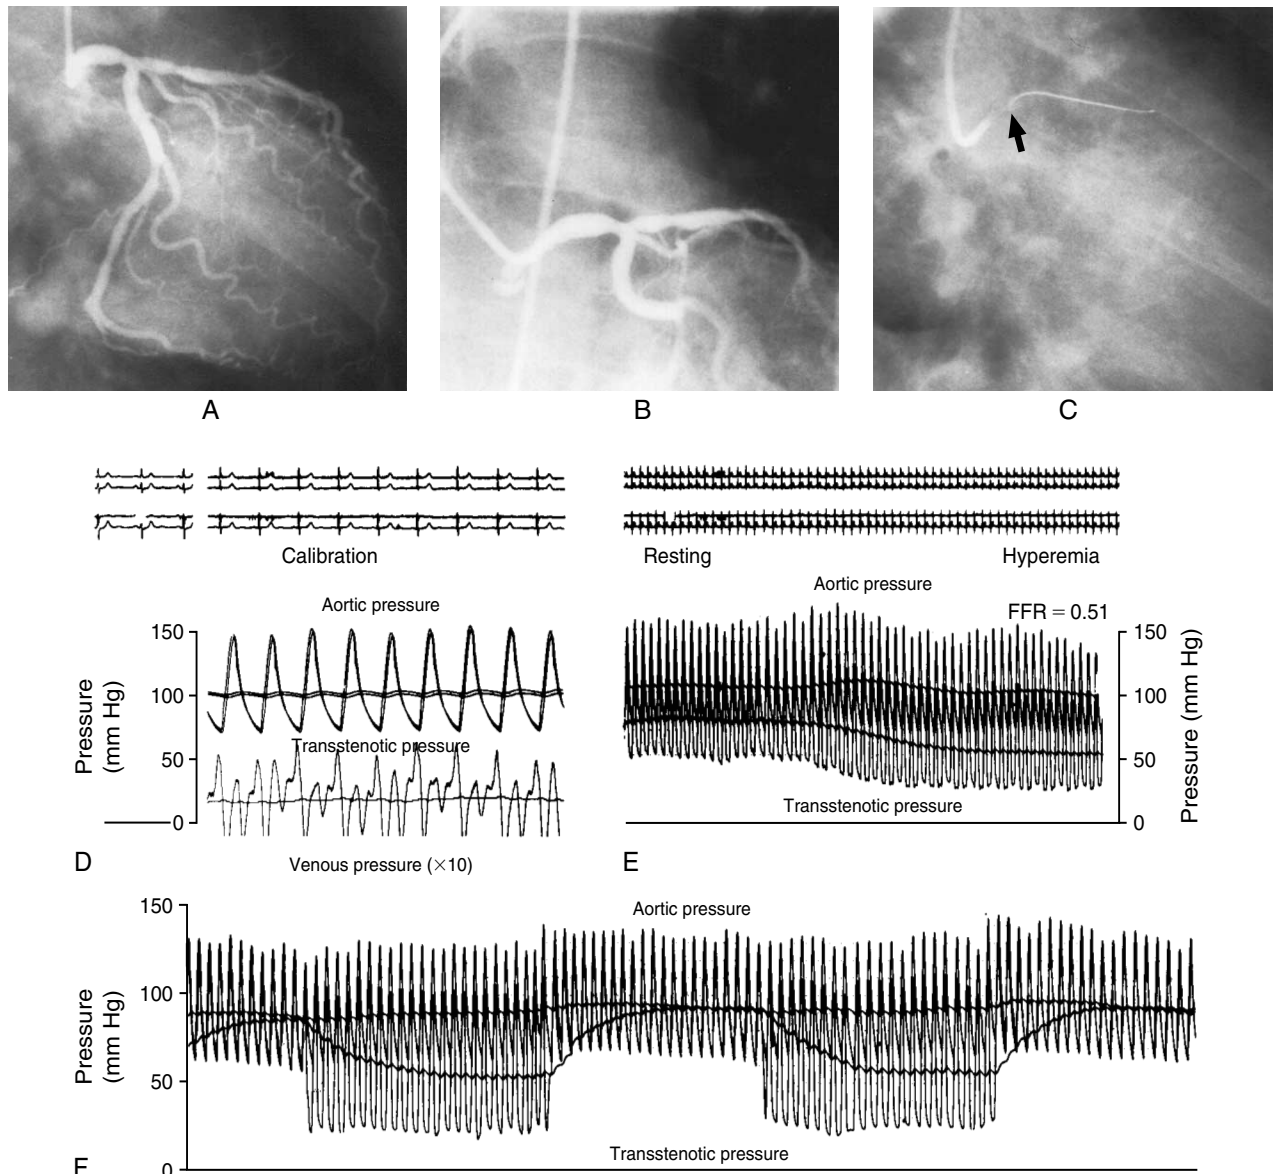 A
B
C
Calibration
Resting
Hyperemia
Aortic pressure
Aortic pressure
FFR = 0.51
150
100
50
0
Pressure
(mm Hg)
Transstenotic pressure
Venous pressure (×10)
D
150
100
50
0
Pressure (mm Hg)
Transstenotic pressure
E
150
100
50
0
Pressure
(mm Hg)
Aortic pressure
Transstenotic pressure